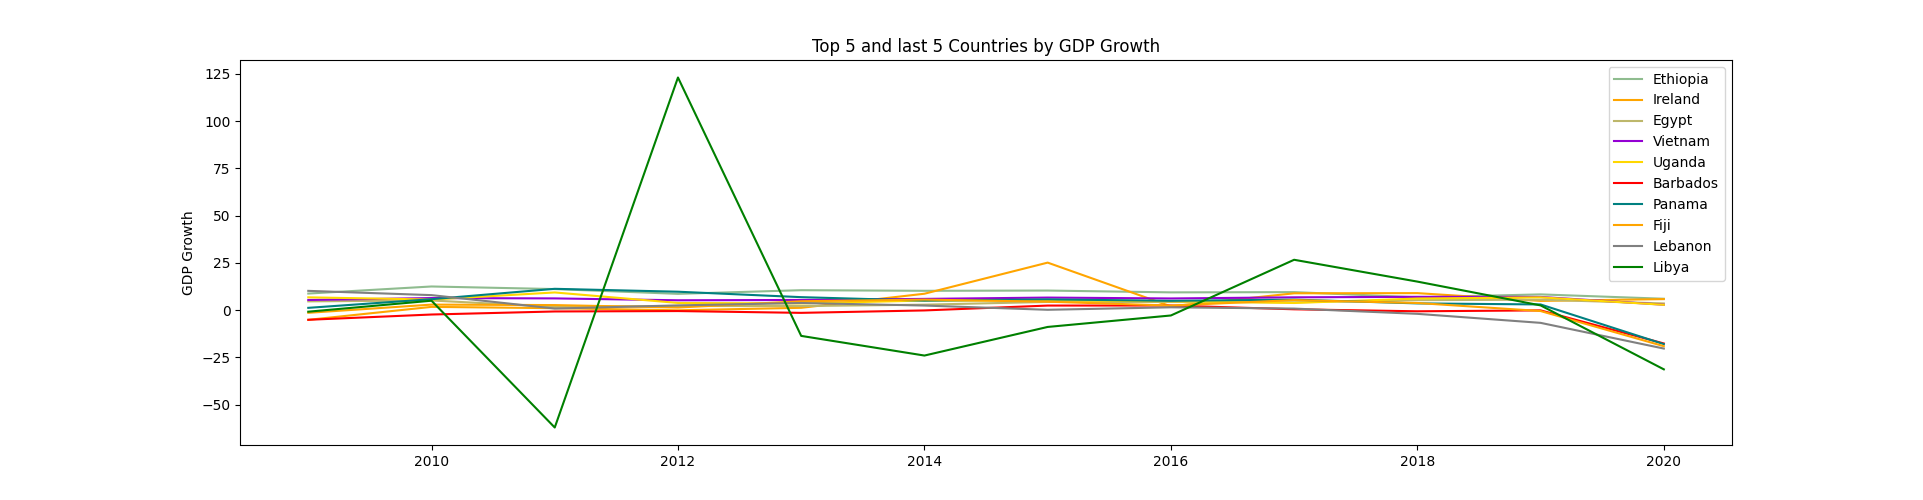 Top 5 and last 5 Countries by GDP Growth
GDP Growth
125
100
75
50
25
0
−25
−50
2010
2012
2014
2016
2018
2020
Ethiopia
Ireland
Egypt
Vietnam
Uganda
Barbados
Panama
Fiji
Lebanon
Libya